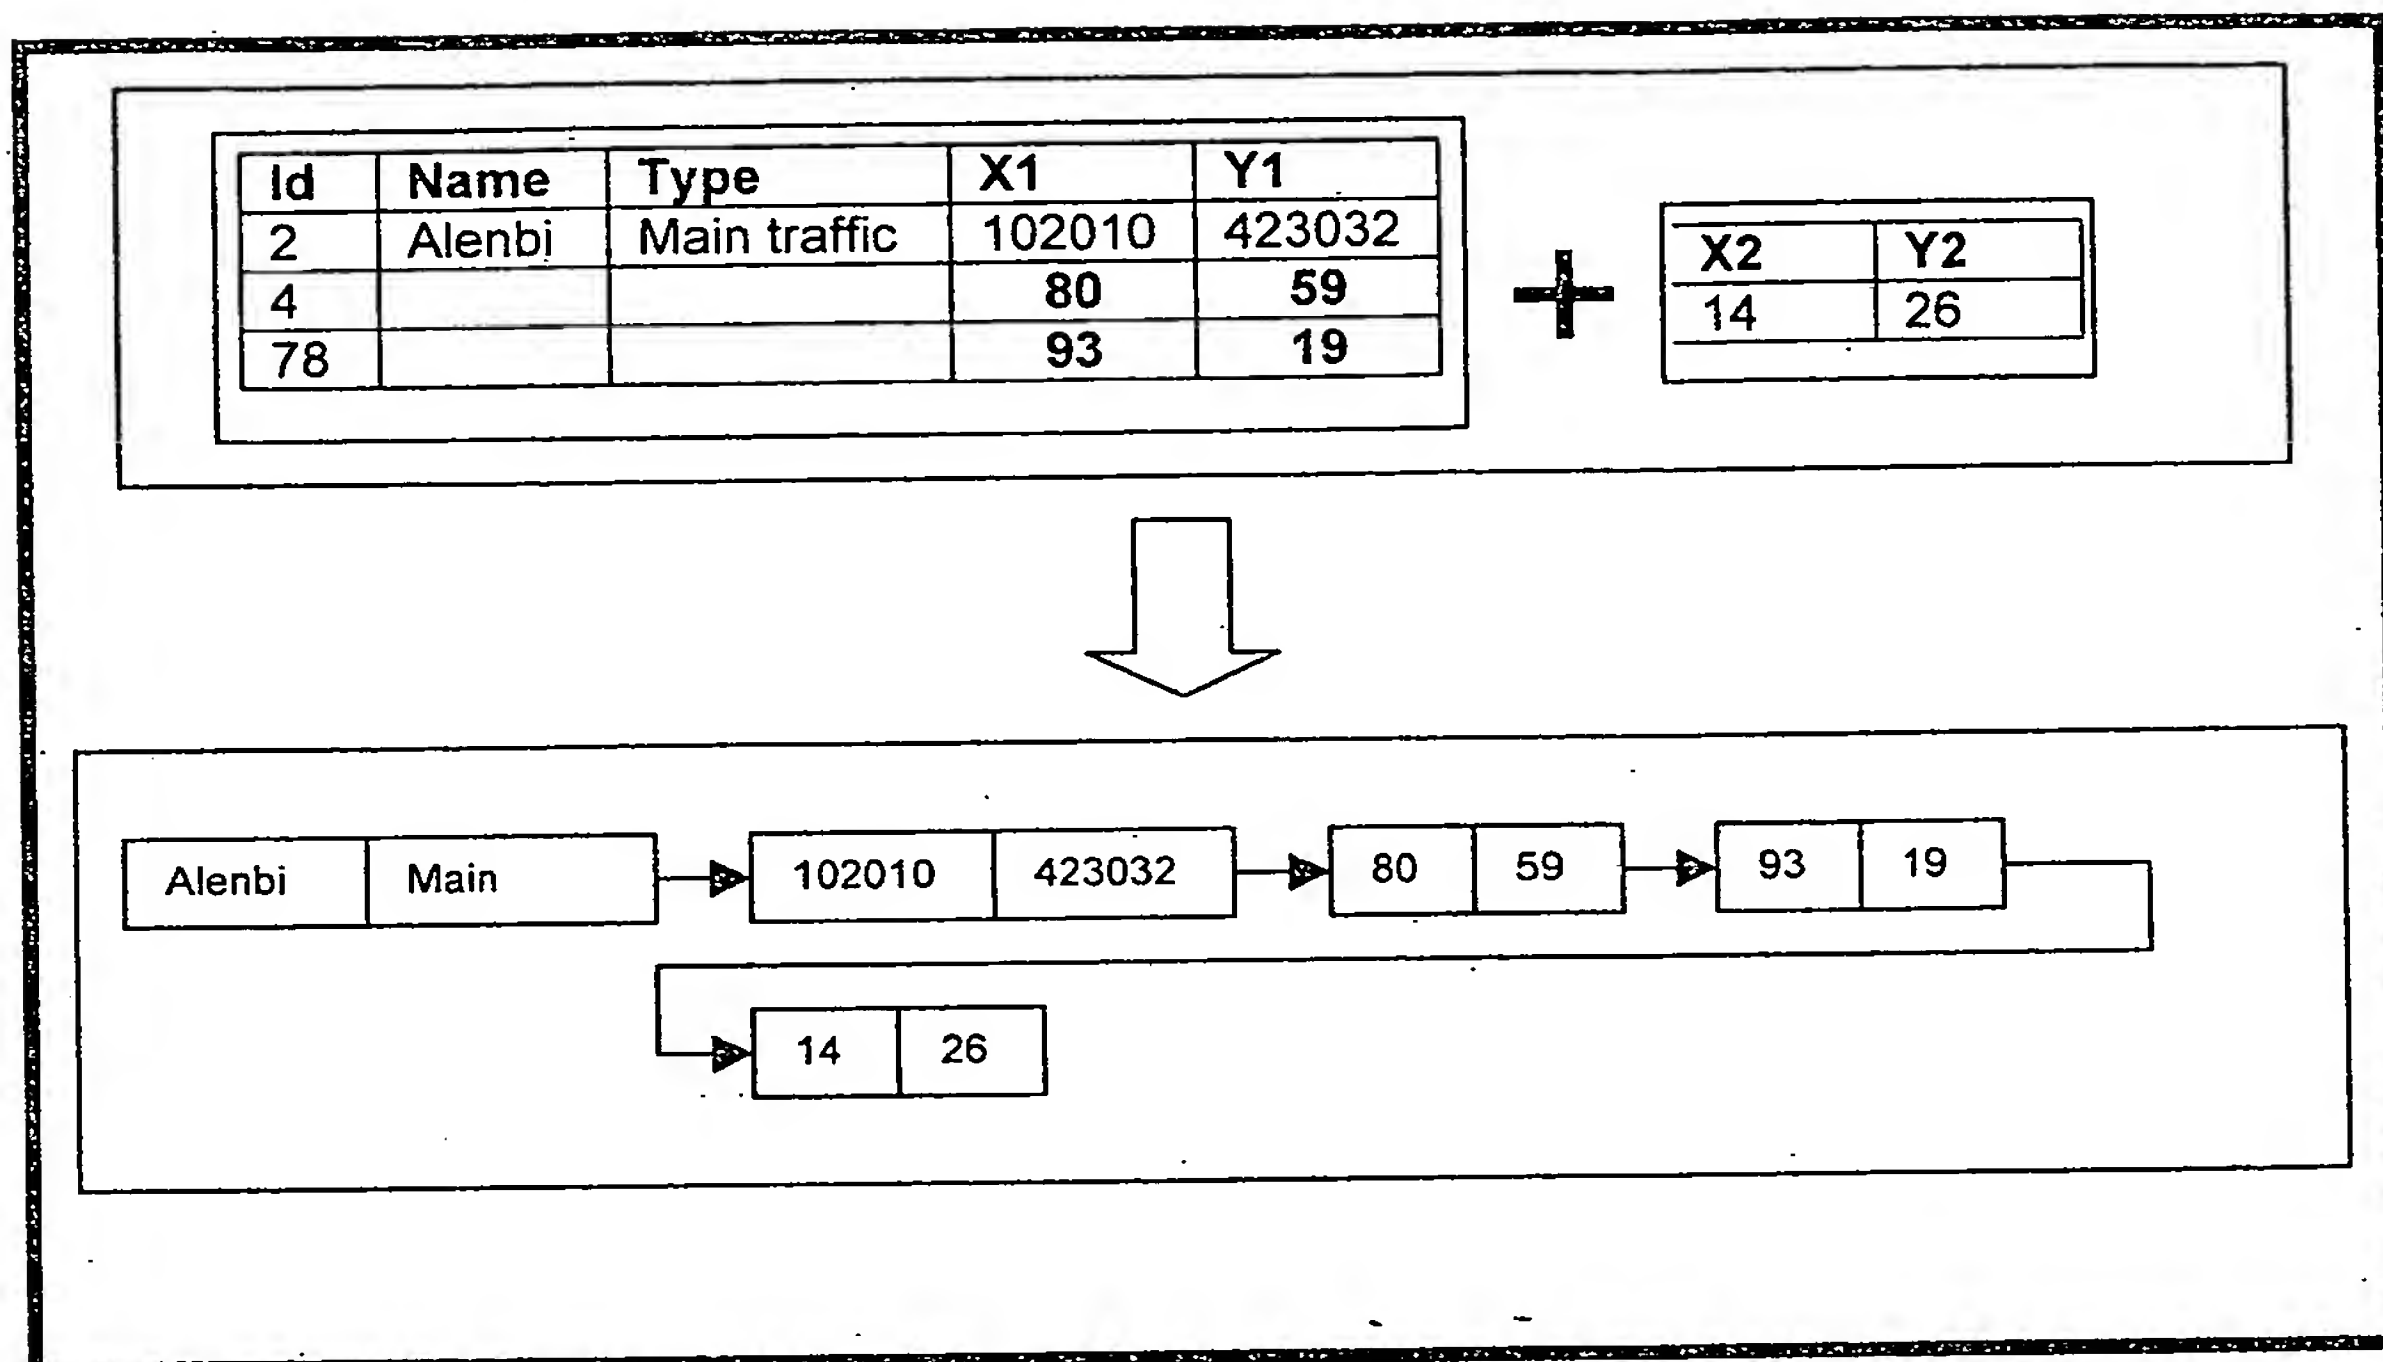 Id Name Type X1 Y1
2 Alenbi Main traffic 102010 423032
4 80 59
78 93 19
+
X2 Y2
14 26
Alenbi Main 102010 423032 80 59 93 19
14 26